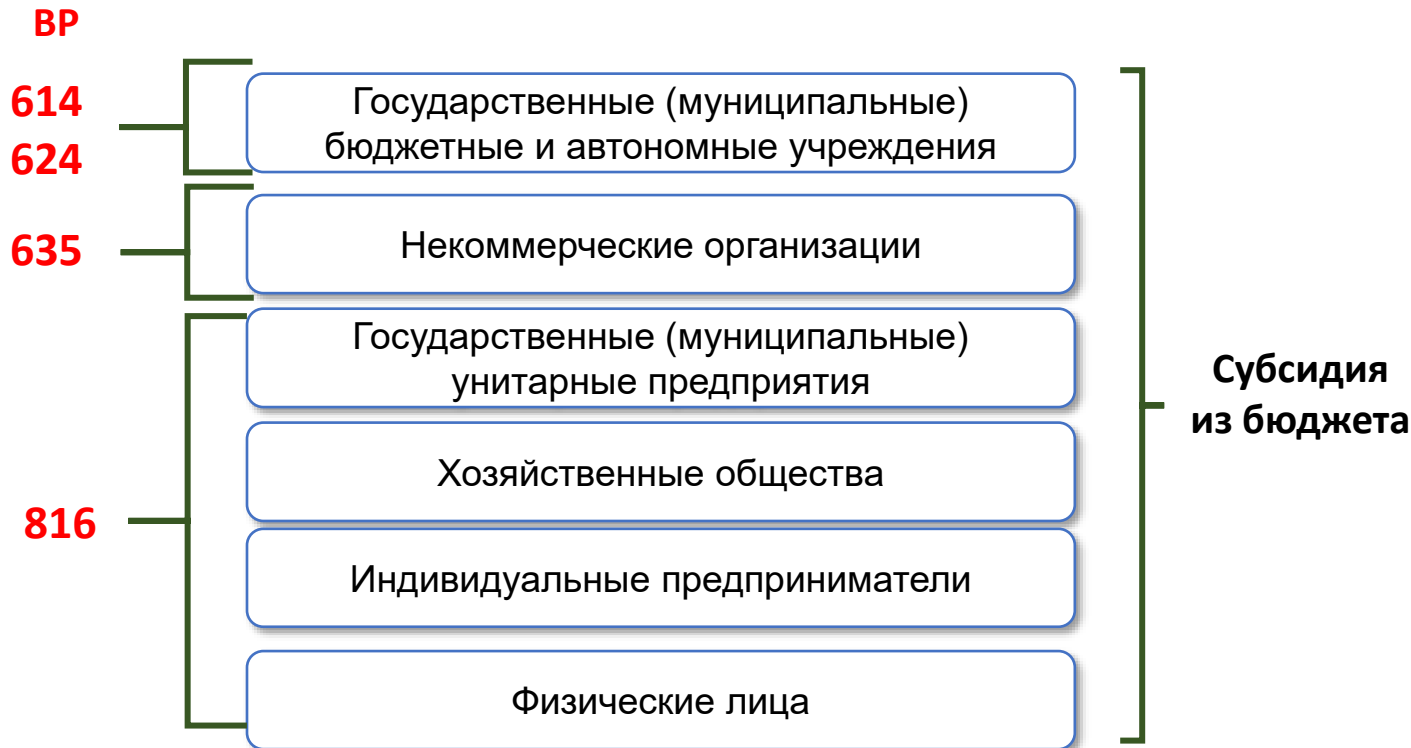 ВР
614
624
Государственные (муниципальные)
бюджетные и автономные учреждения
635
Некоммерческие организации
816
Государственные (муниципальные)
унитарные предприятия
Хозяйственные общества
Индивидуальные предприниматели
Физические лица
Субсидия
из бюджета